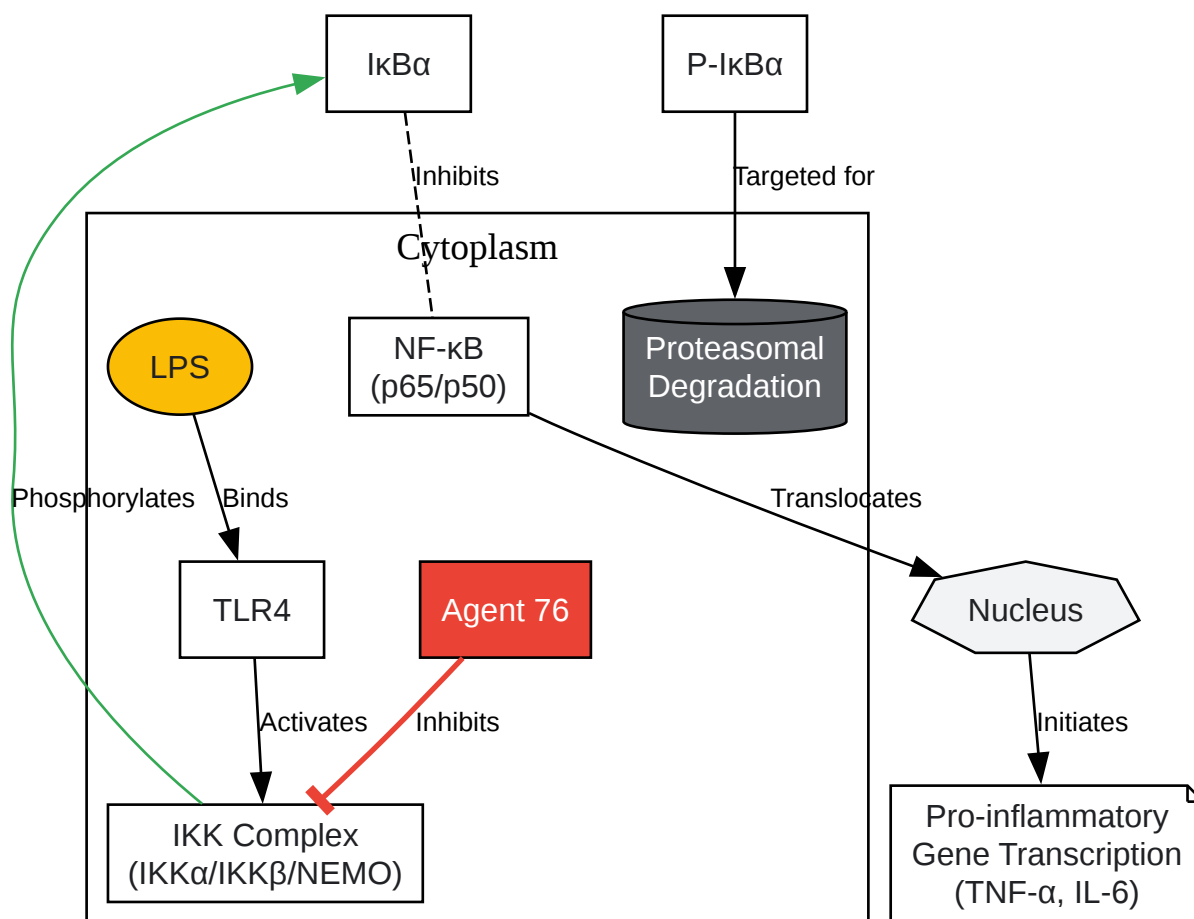 IκBα
P-IκBα
Inhibits
Targeted for
Cytoplasm
LPS
NF-κB
(p65/p50)
Proteasomal
Degradation
Phosphorylates
Binds
Translocates
TLR4
Agent 76
Nucleus
Activates
Inhibits
Initiates
IKK Complex
(IKKα/IKKβ/NEMO)
Pro-inflammatory
Gene Transcription
(TNF-α, IL-6)